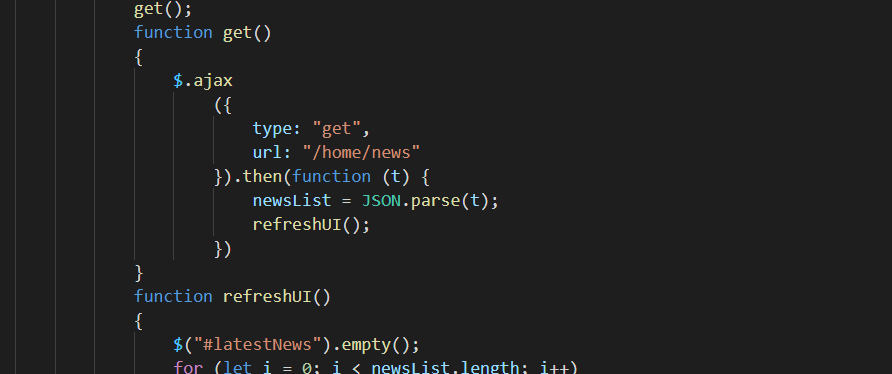 get();
function get()
{
$.ajax
({
type: "get",
url: "/home/news"
}).then(function (t) {
newsList = JSON.parse(t);
refreshUI();
})
}
function refreshUI()
{
$("#latestNews").empty();
for (let i = 0; i < newsList.length; i++)